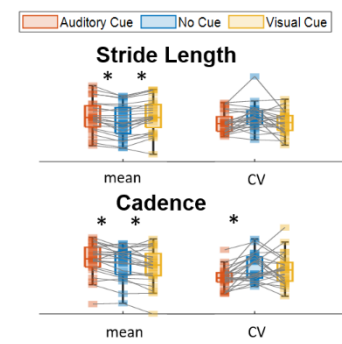 Auditory Cue No Cue Visual Cue
Stride Length
* *
mean CV
Cadence
* * *
mean CV